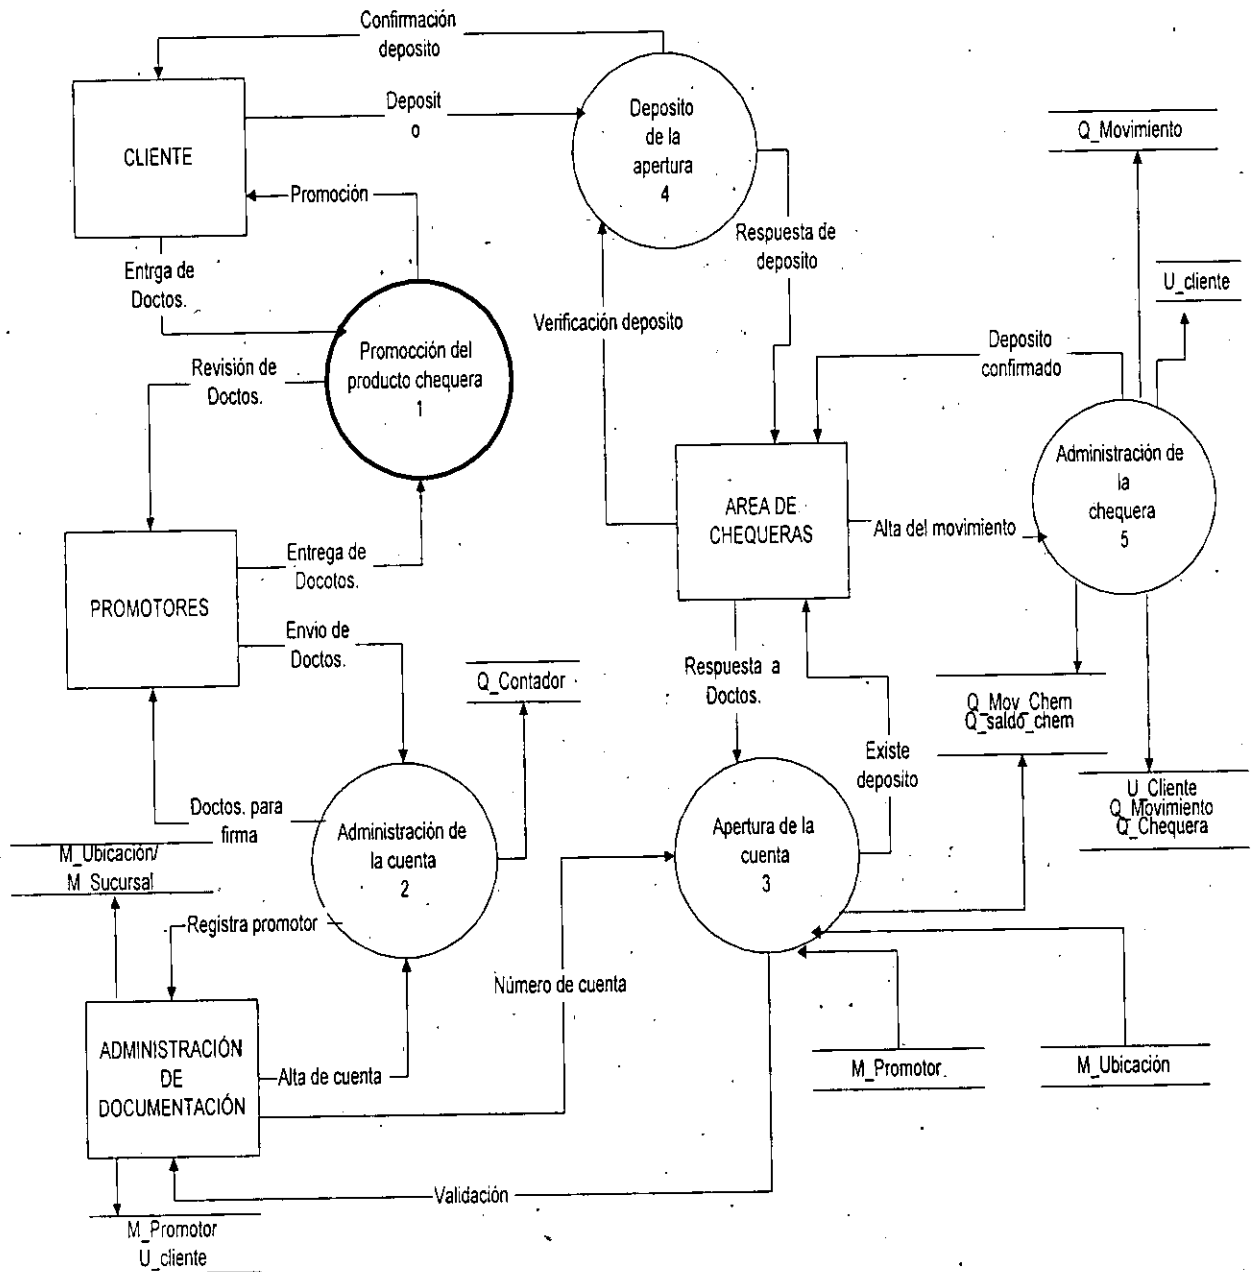 Confirmación
deposito
Deposit
o
CLIENTE
Promoción
Deposito
de la
apertura
4
Q_Movimiento
Respuesta de
deposito
U_cliente
Entrga de
Doctos.
Verificación deposito
Deposito
confirmado
Revisión de
Doctos.
Promocción del
producto chequera
1
Administración de
la
chequera
5
AREA DE
CHEQUERAS
Alta del movimiento
Entrega de
Docotos.
PROMOTORES
Envio de
Doctos.
Q_Contador
Respuesta a
Doctos.
Q_Mov_Chem
Q_saldo_chem
Existe
deposito
U_Cliente
Q_Movimiento
Q_Chequera
Doctos. para
firma
Administración de
la cuenta
2
Apertura de la
cuenta
3
M_Ubicación/
M_Sucursal
Registra promotor
Número de cuenta
ADMINISTRACIÓN
DE
DOCUMENTACIÓN
Alta de cuenta
M_Promotor
M_Ubicación
Validación
M_Promotor
U_cliente